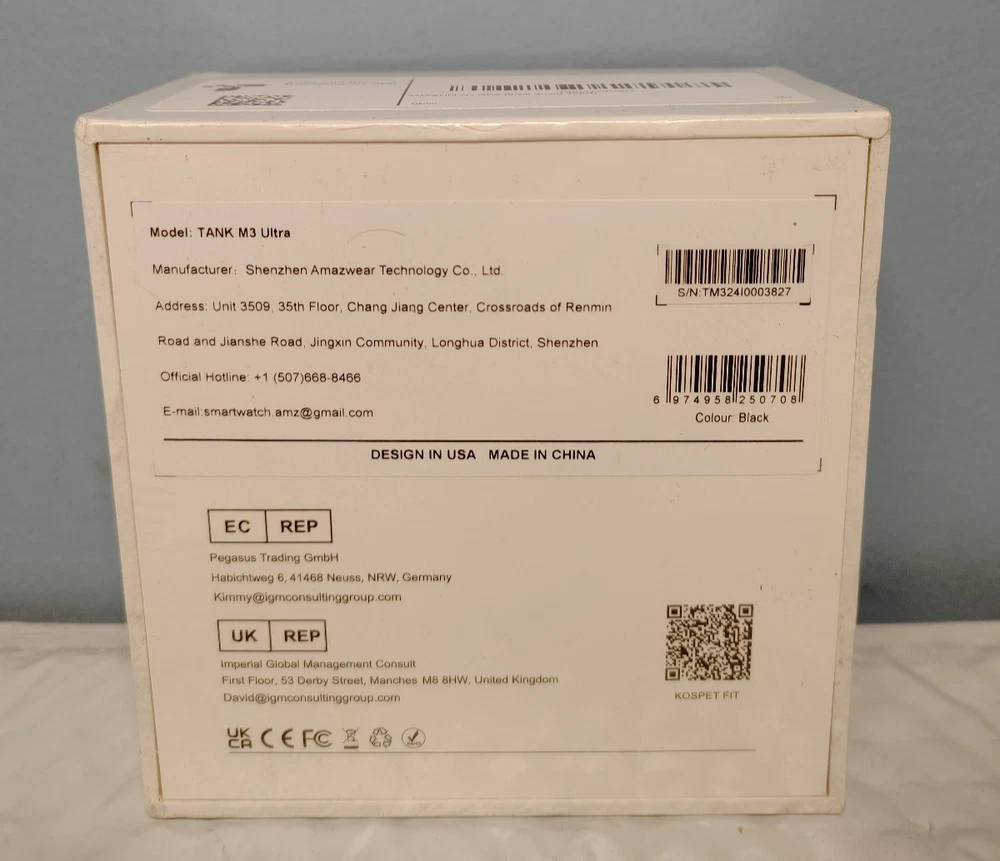 Model: TANK M3 Ultra
Manufacturer: Shenzhen Amazwear Technology Co., Ltd.
Address: Unit 3509, 35th Floor, Chang Jiang Center, Crossroads of Renmin
Road and Jianshe Road, Jingxin Community, Longhua District, Shenzhen
Official Hotline: +1 (507)668-8466
E-mail:smartwatch.amz@gmail.com
S/N:TM324I0003827
6 974958 250708
Colour: Black
DESIGN IN USA MADE IN CHINA
EC REP
Pegasus Trading GmbH
Habichtweg 6, 41468 Neuss, NRW, Germany
Kimmy@igmconsultinggroup.com
UK REP
Imperial Global Management Consult
First Floor, 53 Derby Street, Manches M8 8HW, United Kingdom
David@igmconsultinggroup.com
KOSPET FIT
UK
CA CE FC